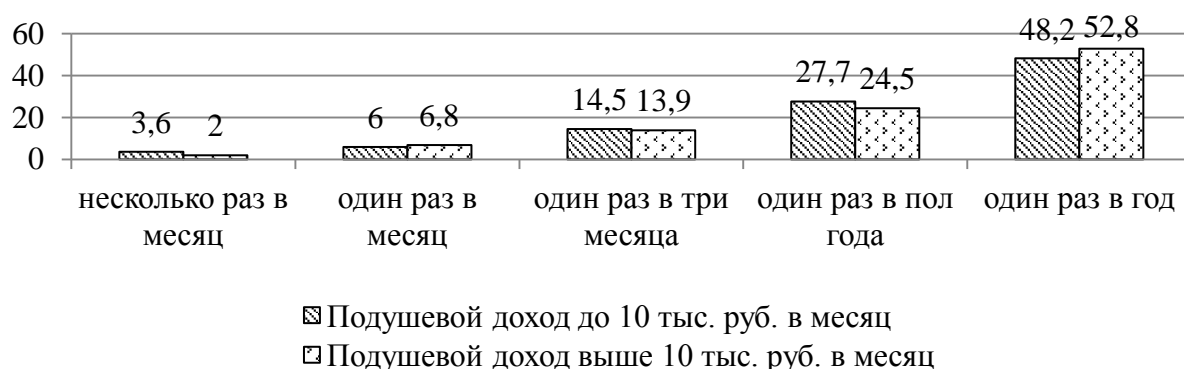 60
40
20
0
3,6 2
6 6,8
14,5 13,9
27,7 24,5
48,2 52,8
несколько раз в
месяц
один раз в
месяц
один раз в три
месяца
один раз в пол
года
один раз в год
Подушевой доход до 10 тыс. руб. в месяц
Подушевой доход выше 10 тыс. руб. в месяц